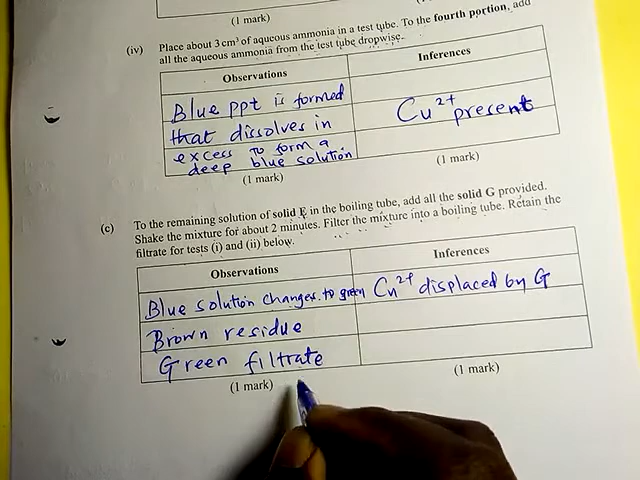 (1 mark)
(iv) Place about 3 cm³ of aqueous ammonia in a test tube. To the fourth portion, add
all the aqueous ammonia from the test tube dropwise.
Observations Inferences
Blue ppt is formed
that dissolves in
excess to form a
deep blue solution
Cu²⁺ present
(1 mark) (1 mark)
(c) To the remaining solution of solid E in the boiling tube, add all the solid G provided.
Shake the mixture for about 2 minutes. Filter the mixture into a boiling tube. Retain the
filtrate for tests (i) and (ii) below.
Observations Inferences
Blue solution changes to green Cu²⁺ displaced by G
Brown residue
Green filtrate
(1 mark) (1 mark)